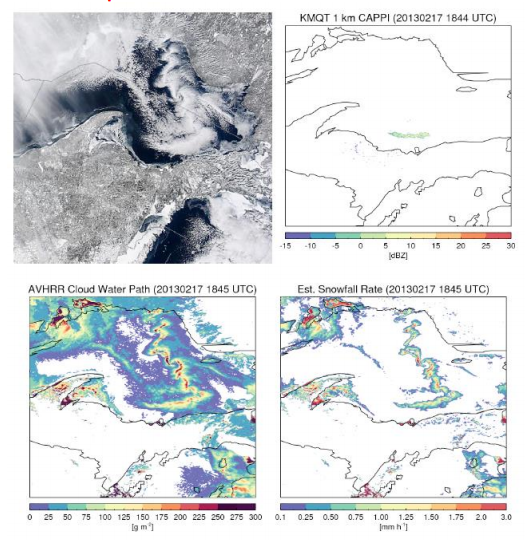 KMQT 1 km CAPPI (20130217 1844 UTC)
-15 -10 -5 0 5 10 15 20 25 30
[dBZ]
AVHRR Cloud Water Path (20130217 1845 UTC)
Est. Snowfall Rate (20130217 1845 UTC)
0 25 50 75 100 125 150 175 200 250 300
[g m⁻²]
0.1 0.25 0.50 0.75 1.00 1.25 1.50 1.75 2.0 3.0
[mm h⁻¹]